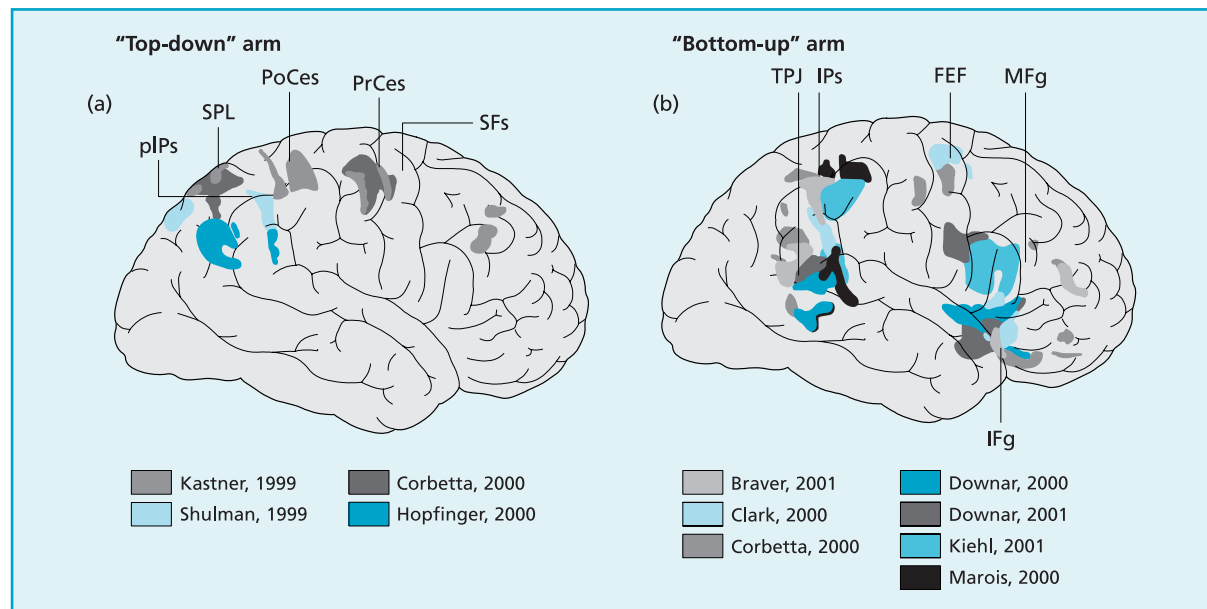 “Top-down” arm
PoCes
PrCes
SPL
(a)
SFs
pIPs
Kastner, 1999
Corbetta, 2000
Shulman, 1999
Hopfinger, 2000
“Bottom-up” arm
TPJ IPs
FEF
MFg
(b)
IFg
Braver, 2001
Downar, 2000
Clark, 2000
Downar, 2001
Corbetta, 2000
Kiehl, 2001
Marois, 2000